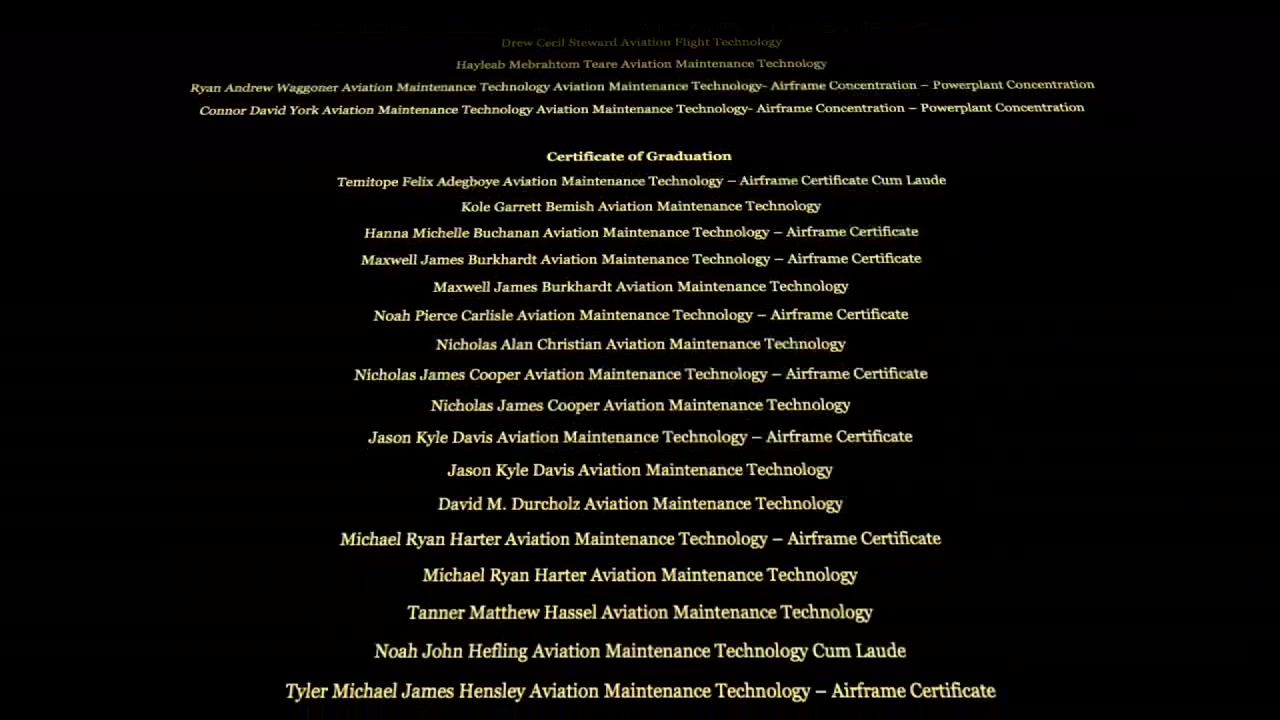 Drew Cecil Steward Aviation Flight Technology
Hayleab Mebrahtom Teare Aviation Maintenance Technology
Ryan Andrew Waggoner Aviation Maintenance Technology Aviation Maintenance Technology- Airframe Concentration – Powerplant Concentration
Connor David York Aviation Maintenance Technology Aviation Maintenance Technology- Airframe Concentration – Powerplant Concentration
Certificate of Graduation
Temitope Felix Adegboye Aviation Maintenance Technology – Airframe Certificate Cum Laude
Kole Garrett Bemish Aviation Maintenance Technology
Hanna Michelle Buchanan Aviation Maintenance Technology – Airframe Certificate
Maxwell James Burkhardt Aviation Maintenance Technology – Airframe Certificate
Maxwell James Burkhardt Aviation Maintenance Technology
Noah Pierce Carlisle Aviation Maintenance Technology – Airframe Certificate
Nicholas Alan Christian Aviation Maintenance Technology
Nicholas James Cooper Aviation Maintenance Technology – Airframe Certificate
Nicholas James Cooper Aviation Maintenance Technology
Jason Kyle Davis Aviation Maintenance Technology – Airframe Certificate
Jason Kyle Davis Aviation Maintenance Technology
David M. Durcholz Aviation Maintenance Technology
Michael Ryan Harter Aviation Maintenance Technology – Airframe Certificate
Michael Ryan Harter Aviation Maintenance Technology
Tanner Matthew Hassel Aviation Maintenance Technology
Noah John Hefling Aviation Maintenance Technology Cum Laude
Tyler Michael James Hensley Aviation Maintenance Technology – Airframe Certificate